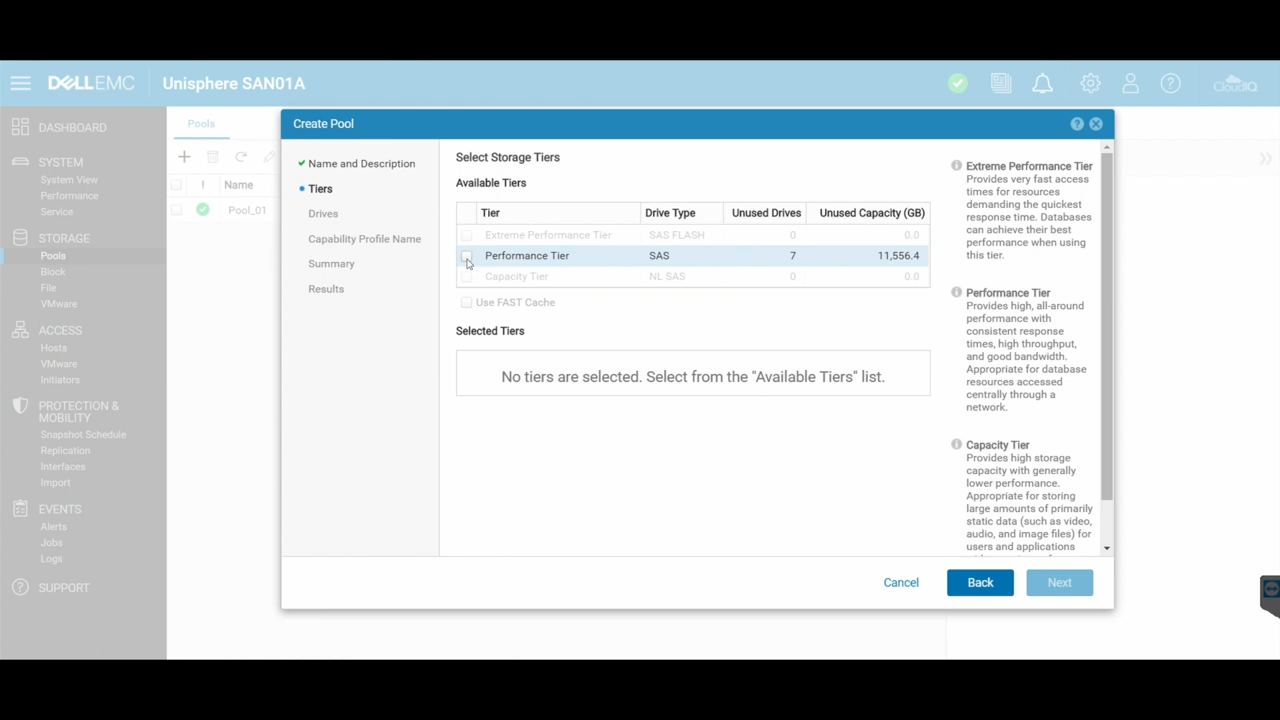 DELLEMC
Unisphere SAN01A
CloudIQ
DASHBOARD
SYSTEM
System View
Performance
Service
STORAGE
Pools
Block
File
VMware
ACCESS
Hosts
VMware
Initiators
PROTECTION &
MOBILITY
Snapshot Schedule
Replication
Interfaces
Import
EVENTS
Alerts
Jobs
Logs
SUPPORT
Pools
! Name
Pool_01
Create Pool
Name and Description
Tiers
Drives
Capability Profile Name
Summary
Results
Select Storage Tiers
Available Tiers
Tier Drive Type Unused Drives Unused Capacity (GB)
Extreme Performance Tier SAS FLASH 0 0.0
Performance Tier SAS 7 11,556.4
Capacity Tier NL SAS 0 0.0
Use FAST Cache
Selected Tiers
No tiers are selected. Select from the "Available Tiers" list.
Extreme Performance Tier
Provides very fast access
times for resources
demanding the quickest
response time. Databases
can achieve their best
performance when using
this tier.
Performance Tier
Provides high, all-around
performance with
consistent response
times, high throughput,
and good bandwidth.
Appropriate for database
resources accessed
centrally through a
network.
Capacity Tier
Provides high storage
capacity with generally
lower performance.
Appropriate for storing
large amounts of primarily
static data (such as video,
audio, and image files) for
users and applications
Cancel
Back
Next